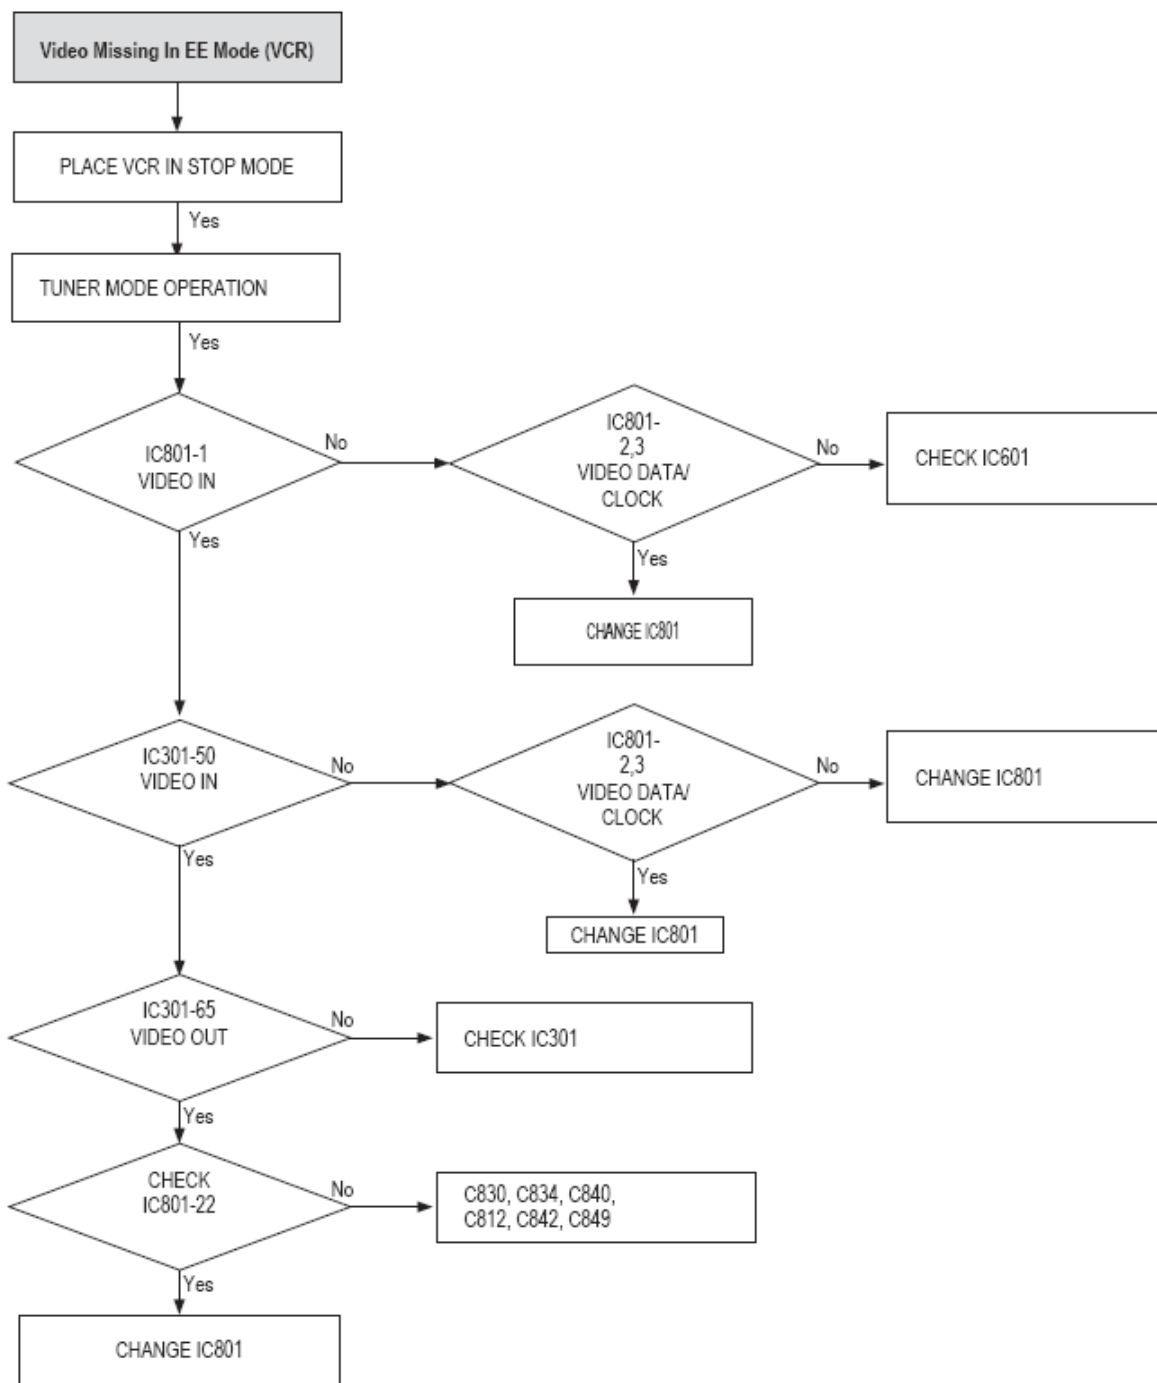 Video Missing In EE Mode (VCR)
PLACE VCR IN STOP MODE
Yes
TUNER MODE OPERATION
Yes
IC801-1
VIDEO IN
No
IC801-
2,3
VIDEO DATA/
CLOCK
No
CHECK IC601
Yes
Yes
CHANGE IC801
IC301-50
VIDEO IN
No
IC801-
2,3
VIDEO DATA/
CLOCK
No
CHANGE IC801
Yes
Yes
CHANGE IC801
IC301-65
VIDEO OUT
No
CHECK IC301
Yes
CHECK
IC801-22
No
C830, C834, C840,
C812, C842, C849
Yes
CHANGE IC801